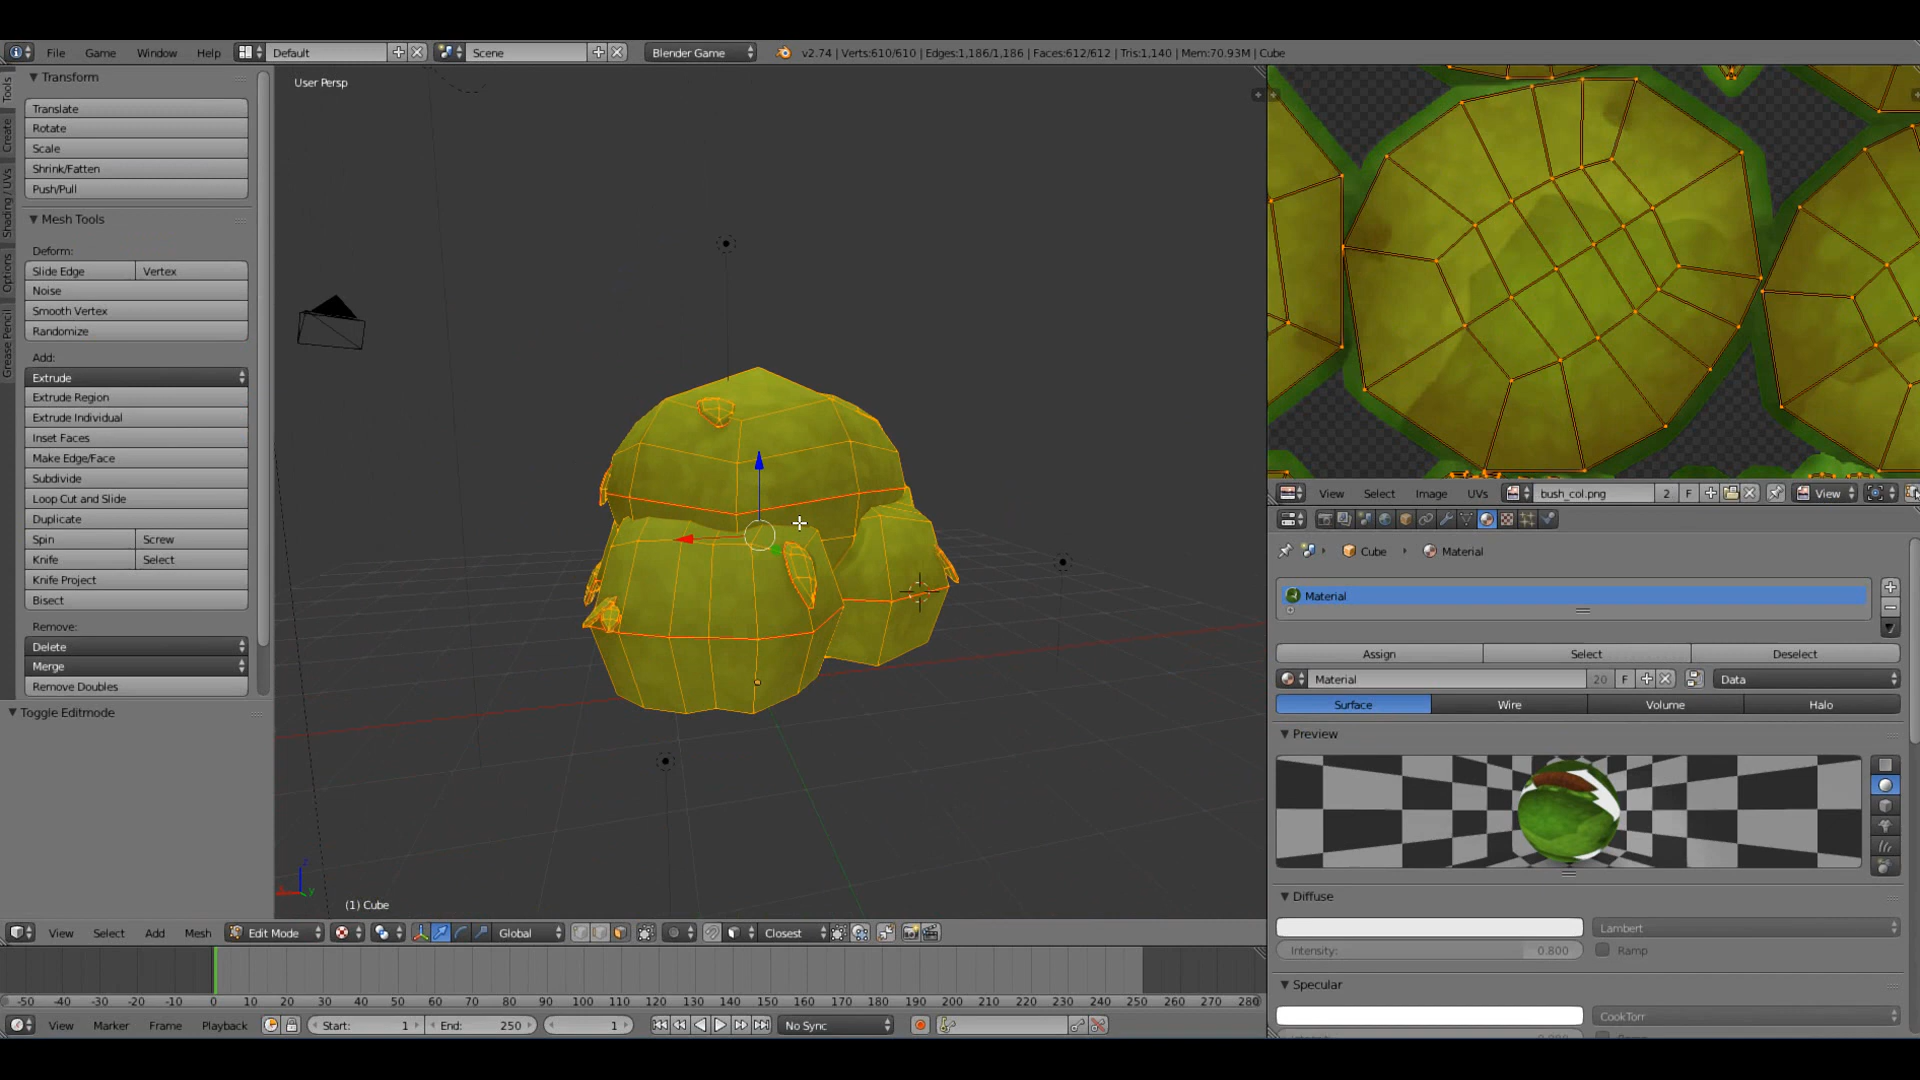 File Game Window Help Default Scene Blender Game v2.74 | Verts:610/610 | Edges:1,186/1,186 | Faces:612/612 | Tris:1,140 | Mem:70.93M | Cube
Tools
Create
Shading / UVs
Options
Grease Pencil
Transform
Translate
Rotate
Scale
Shrink/Fatten
Push/Pull
Mesh Tools
Deform:
Slide Edge Vertex
Noise
Smooth Vertex
Randomize
Add:
Extrude
Extrude Region
Extrude Individual
Inset Faces
Make Edge/Face
Subdivide
Loop Cut and Slide
Duplicate
Spin Screw
Knife Select
Knife Project
Bisect
Remove:
Delete
Merge
Remove Doubles
Toggle Editmode
User Persp
(1) Cube
View Select Add Mesh Edit Mode Global Closest
-50 -40 -30 -20 -10 0 10 20 30 40 50 60 70 80 90 100 110 120 130 140 150 160 170 180 190 200 210 220 230 240 250 260 270 280
View Marker Frame Playback Start: 1 End: 250 1 No Sync
View Select Image UVs bush_col.png 2 F View
Cube Material
Material
Assign Select Deselect
Material 20 F Data
Surface Wire Volume Halo
Preview
Diffuse
Lambert
Intensity: 0.800 Ramp
Specular
CookTorr